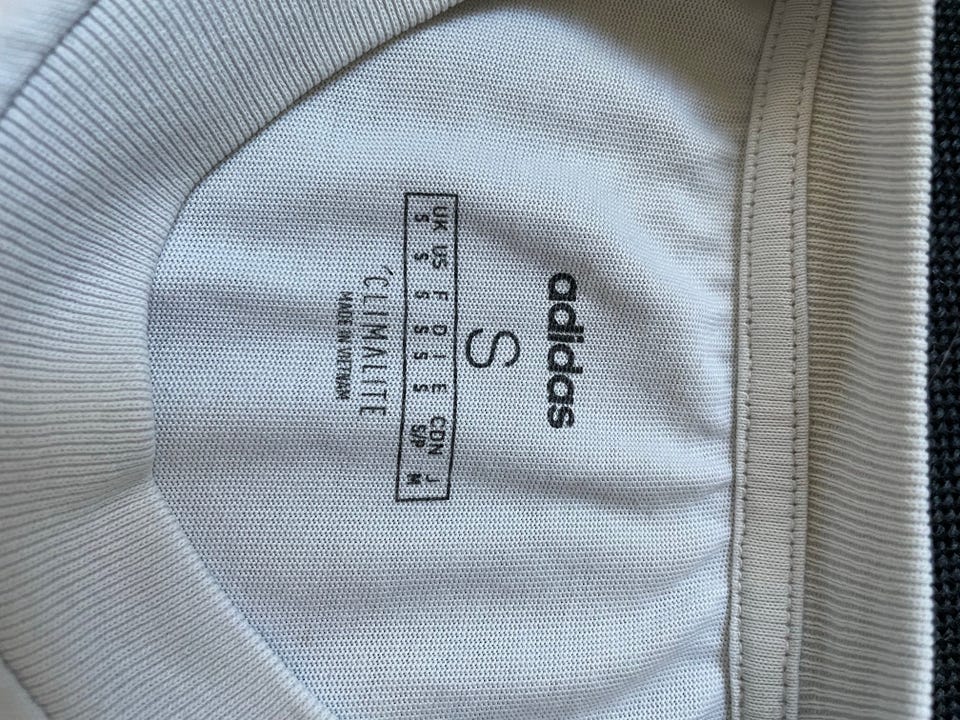 adidas
S
UK US F D I E CDN J
S S S S S S S/P M
CLIMALITE
MADE IN VIETNAM